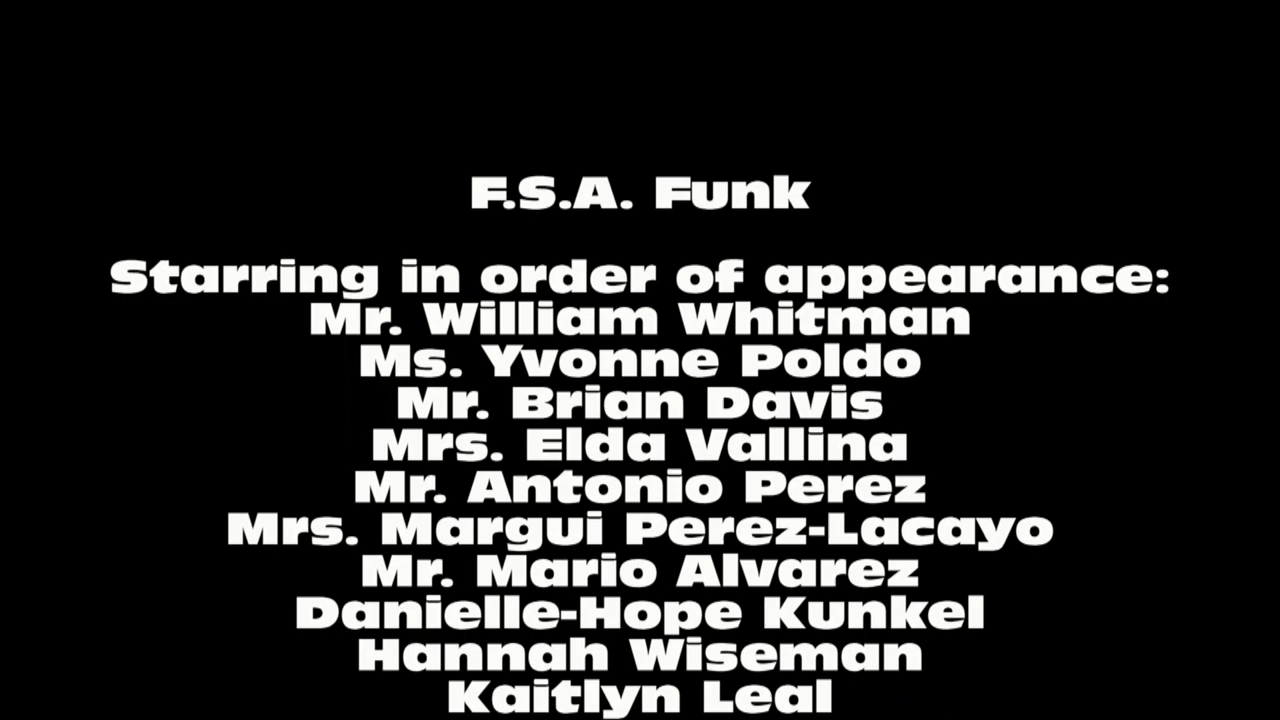 F.S.A. Funk
Starring in order of appearance:
Mr. William Whitman
Ms. Yvonne Poldo
Mr. Brian Davis
Mrs. Elda Vallina
Mr. Antonio Perez
Mrs. Margui Perez-Lacayo
Mr. Mario Alvarez
Danielle-Hope Kunkel
Hannah Wiseman
Kaitlyn Leal